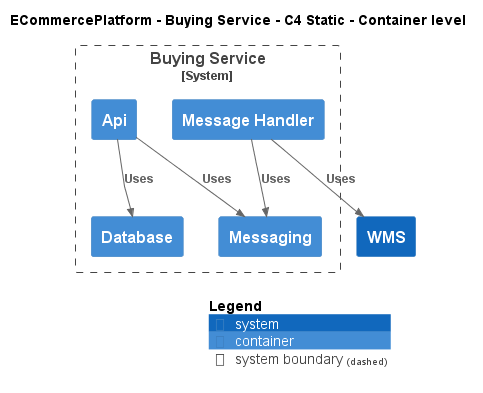 ECommercePlatform - Buying Service - C4 Static - Container level
Buying Service
[System]
Api
Message Handler
Uses
Uses
Uses
Uses
Database
Messaging
WMS
Legend
system
container
system boundary (dashed)